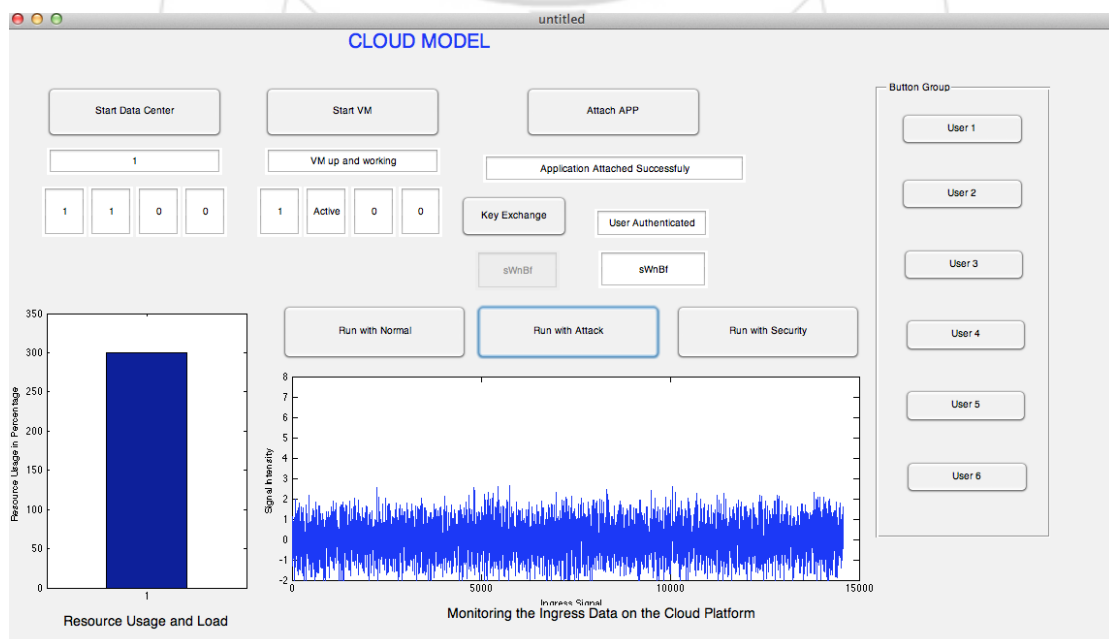 untitled
CLOUD MODEL
Start Data Center
Start VM
Attach APP
Button Group
User 1
1
VM up and working
Application Attached Successfuly
User 2
1 1 0 0
1 Active 0 0
Key Exchange
User Authenticated
sWnBf
sWnBf
User 3
Run with Normal
Run with Attack
Run with Security
User 4
User 5
User 6
350
300
250
200
150
100
50
0
1
Resource Usage in Percentage
Resource Usage and Load
8
7
6
5
4
3
2
1
0
-1
-2
Signal Intensity
0 5000 10000 15000
Ingress Signal
Monitoring the Ingress Data on the Cloud Platform